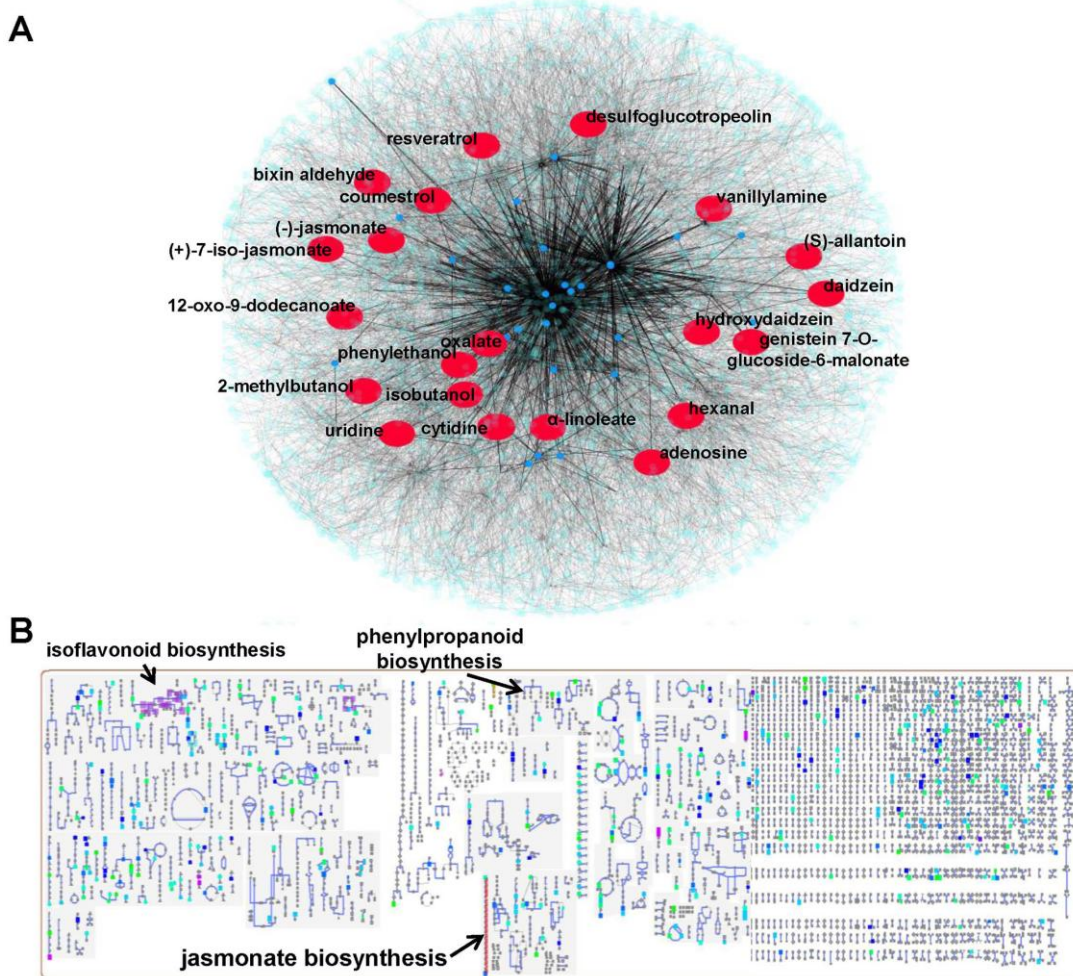 A
desulfoglucotropeolin
resveratrol
bixin aldehyde
coumestrol
vanillylamine
(-)-jasmonate
(+)-7-iso-jasmonate
(S)-allantoin
daidzein
12-oxo-9-dodecanoate
hydroxydaidzein
oxalate
genistein 7-O-
glucoside-6-malonate
phenylethanol
2-methylbutanol
isobutanol
hexanal
uridine
cytidine
α-linoleate
adenosine
B
isoflavonoid biosynthesis
phenylpropanoid
biosynthesis
jasmonate biosynthesis